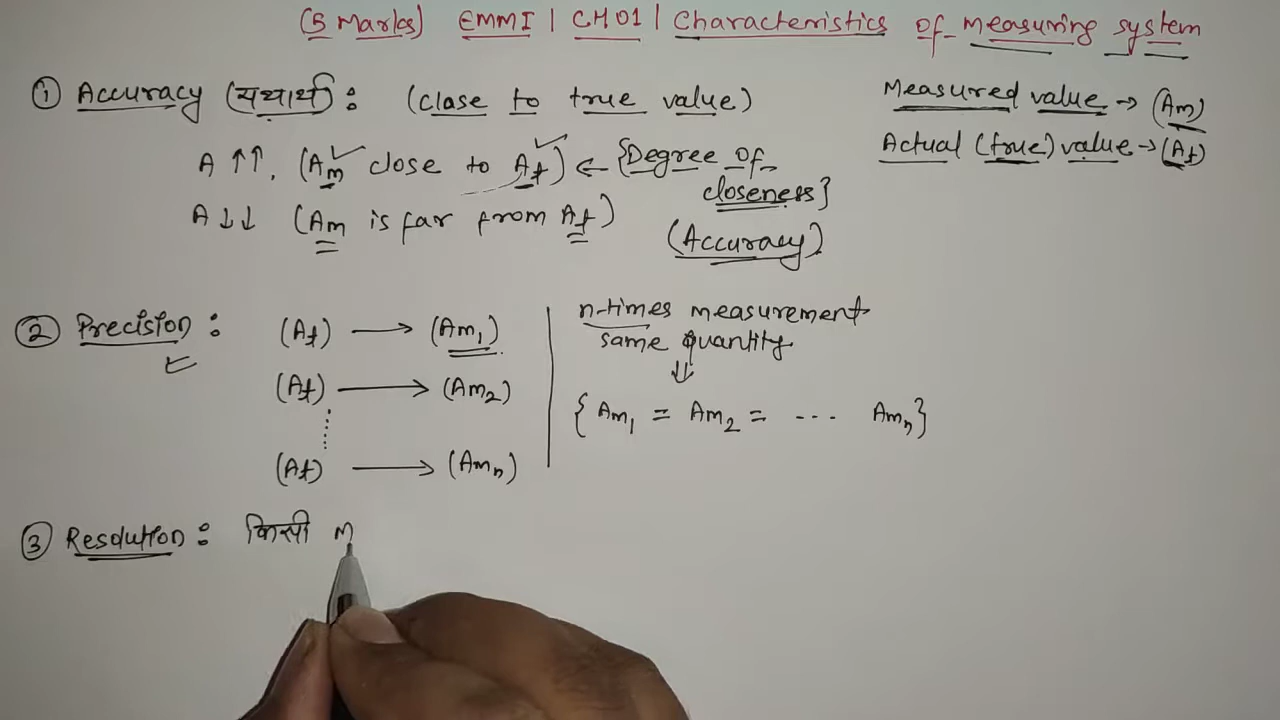 (5 Marks) EMMI | CH01 | Characteristics of measuring system
① Accuracy (यथार्थ) : (close to true value)
Measured value → (Am)
Actual (true) value → (At)
A ↑↑, (Am close to At) ← {Degree of
closeness}
A ↓↓ (Am is far from At)
(Accuracy)
② Precision :
(At) → (Am1)
(At) → (Am2)
(At) → (Amn)
n-times measurement
same quantity
⇓
{Am1 = Am2 = --- Amn}
③ Resolution : किसी M